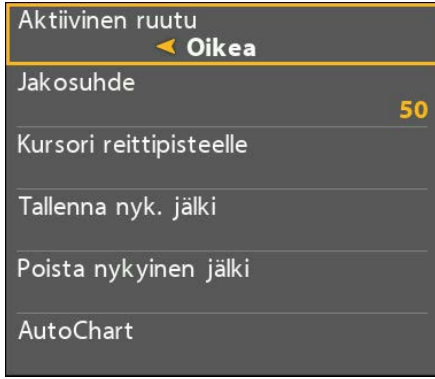 Aktiivinen ruutu
Oikea
Jakosuhde
50
Kursori reittipisteelle
Tallenna nyk. jälki
Poista nykyinen jälki
AutoChart